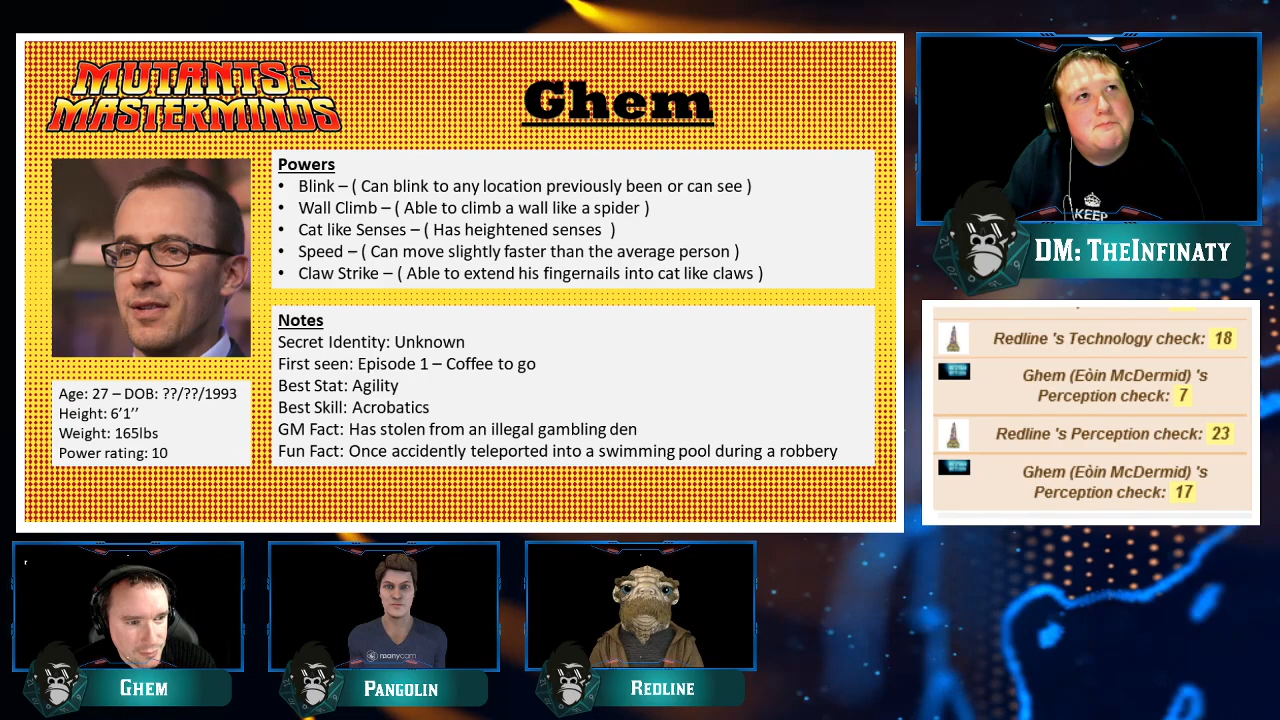 MUTANTS &
MASTERMINDS
Ghem
Powers
• Blink – ( Can blink to any location previously been or can see )
• Wall Climb – ( Able to climb a wall like a spider )
• Cat like Senses – ( Has heightened senses )
• Speed – ( Can move slightly faster than the average person )
• Claw Strike – ( Able to extend his fingernails into cat like claws )
Notes
Secret Identity: Unknown
First seen: Episode 1 – Coffee to go
Best Stat: Agility
Best Skill: Acrobatics
GM Fact: Has stolen from an illegal gambling den
Fun Fact: Once accidently teleported into a swimming pool during a robbery
Age: 27 – DOB: ??/??/1993
Height: 6’1’’
Weight: 165lbs
Power rating: 10
KEEP
DM: TheInfinaty
Redline 's Technology check: 18
Ghem (Eòin McDermid) 's
Perception check: 7
Redline 's Perception check: 23
Ghem (Eòin McDermid) 's
Perception check: 17
manycam
Ghem
Pangolin
Redline